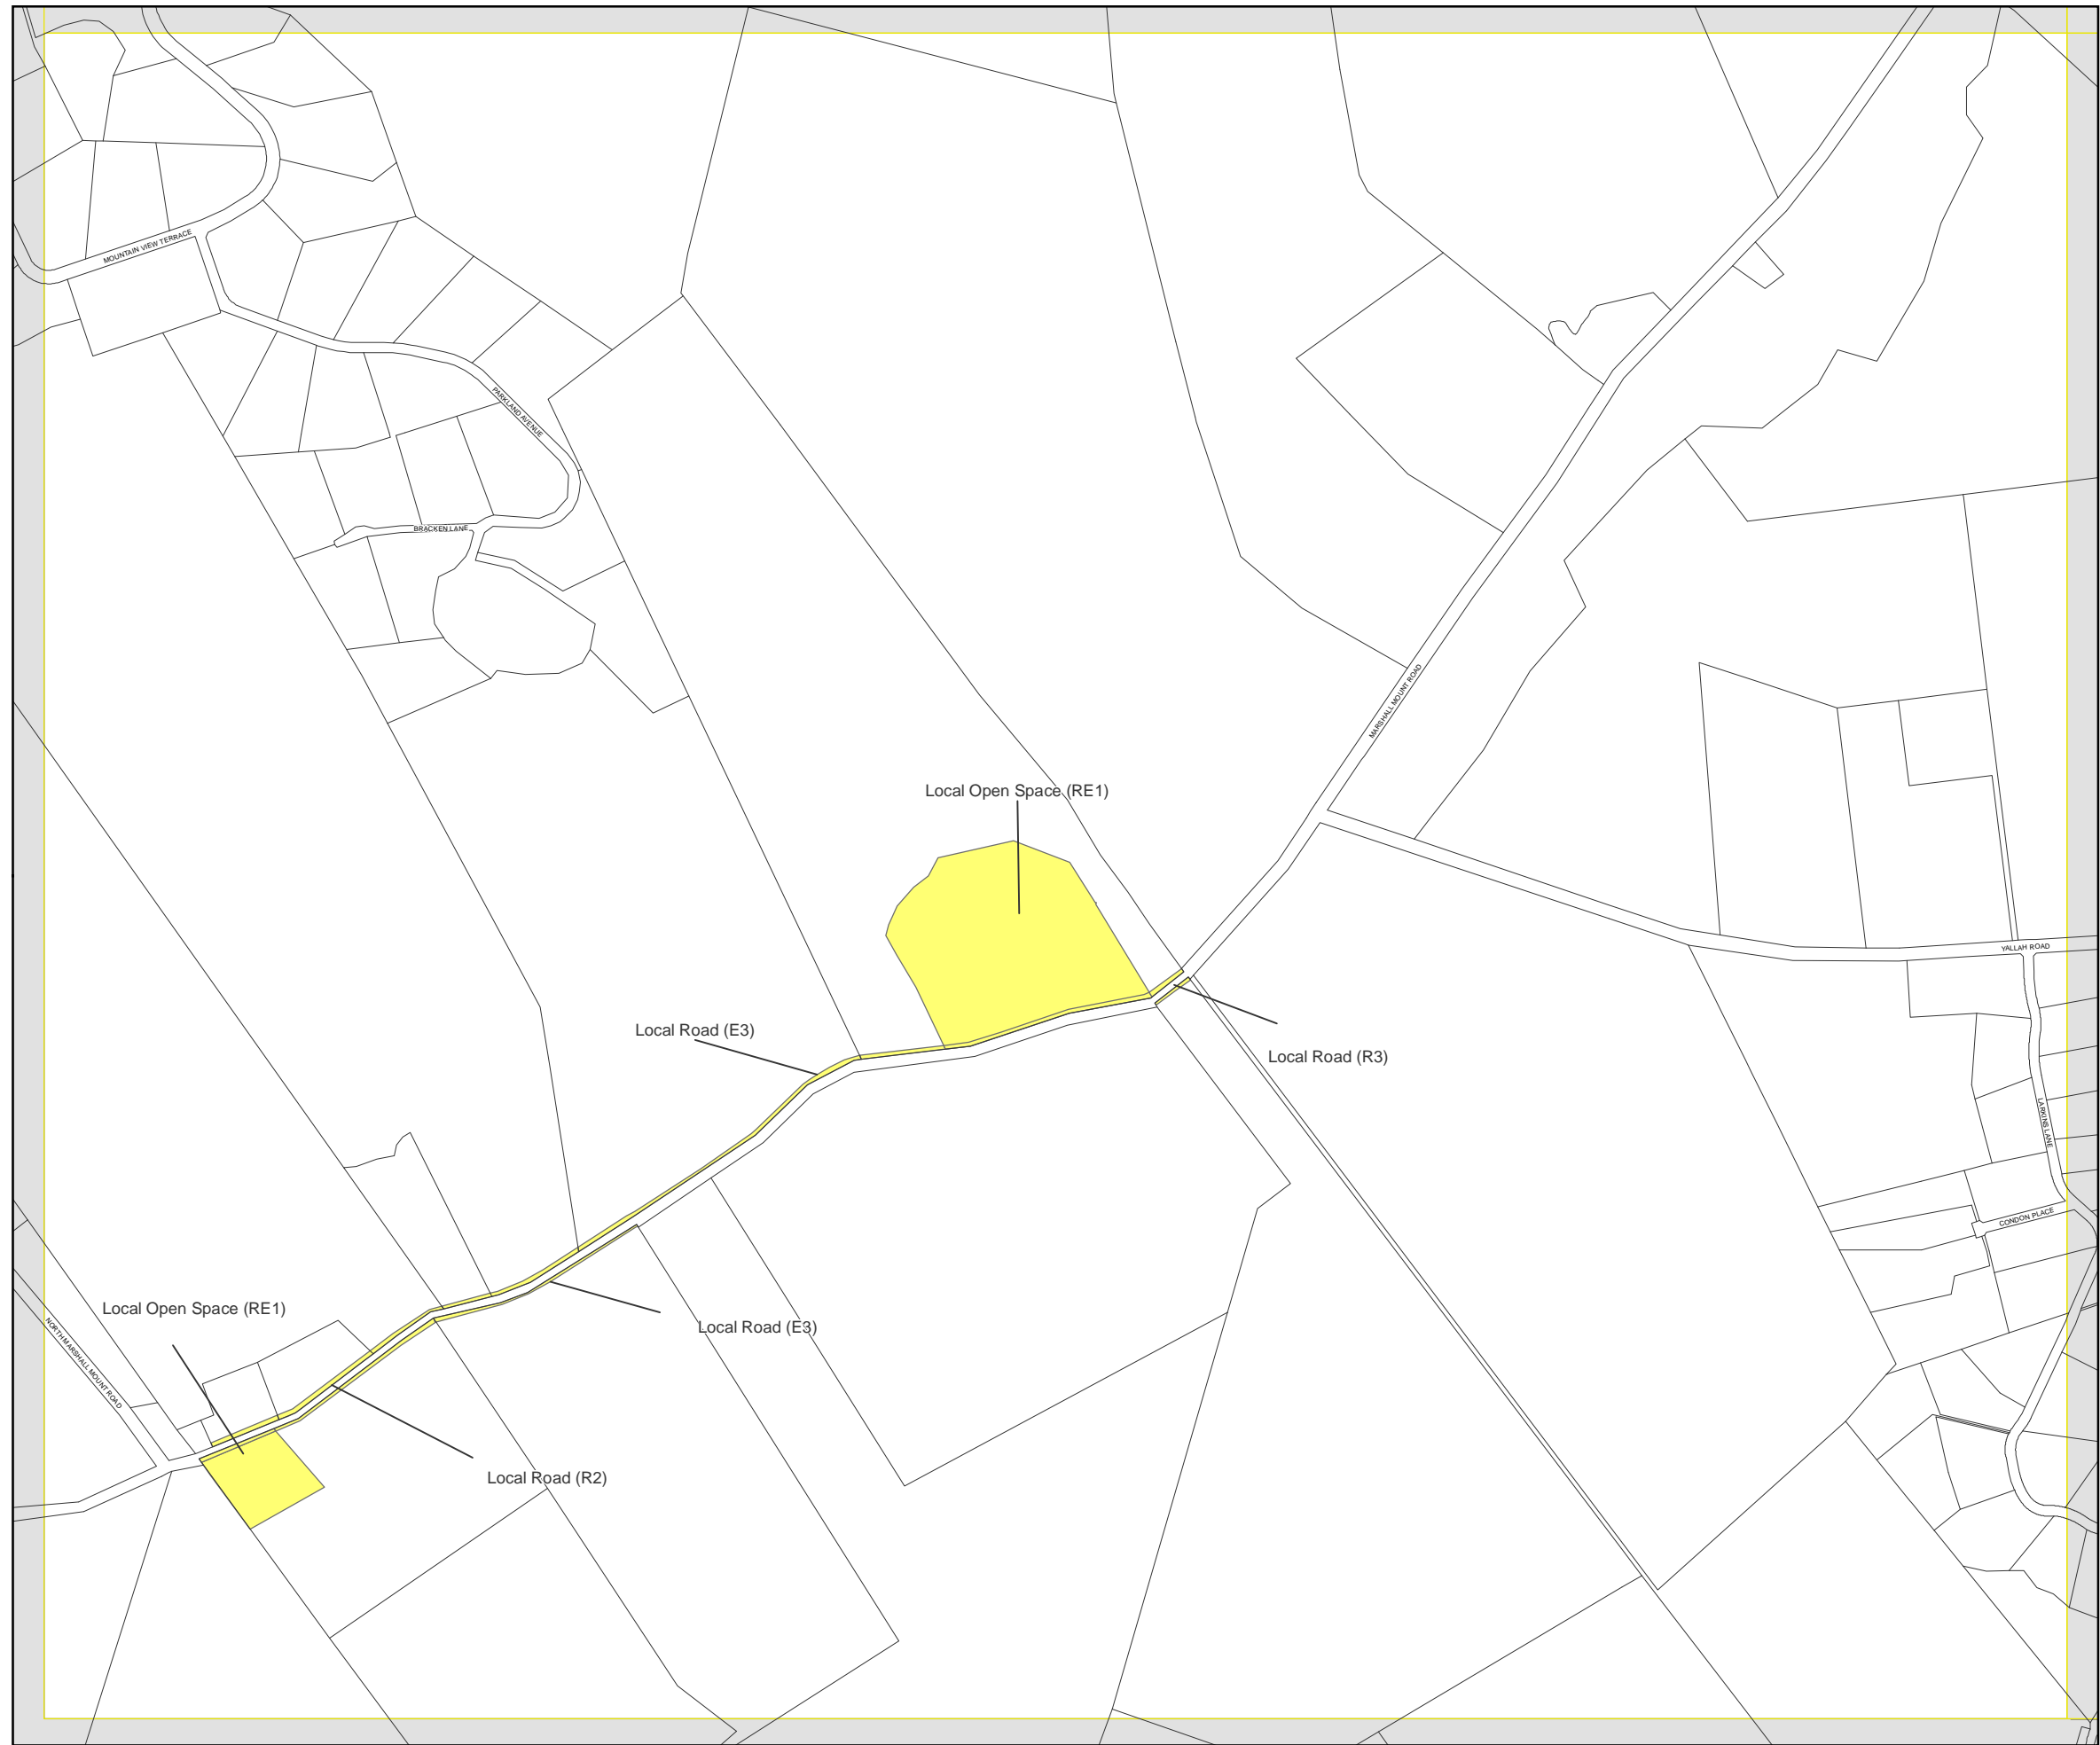 MOUNTAIN VIEW TERRACE
PARKLAND AVENUE
BRACKEN LANE
MARSHALL MOUNT ROAD
Local Open Space (RE1)
YALLAH ROAD
Local Road (E3)
Local Road (R3)
LARKINS LANE
CONDON PLACE
Local Open Space (RE1)
NORTH MARSHALL MOUNT ROAD
Local Road (E3)
Local Road (R2)